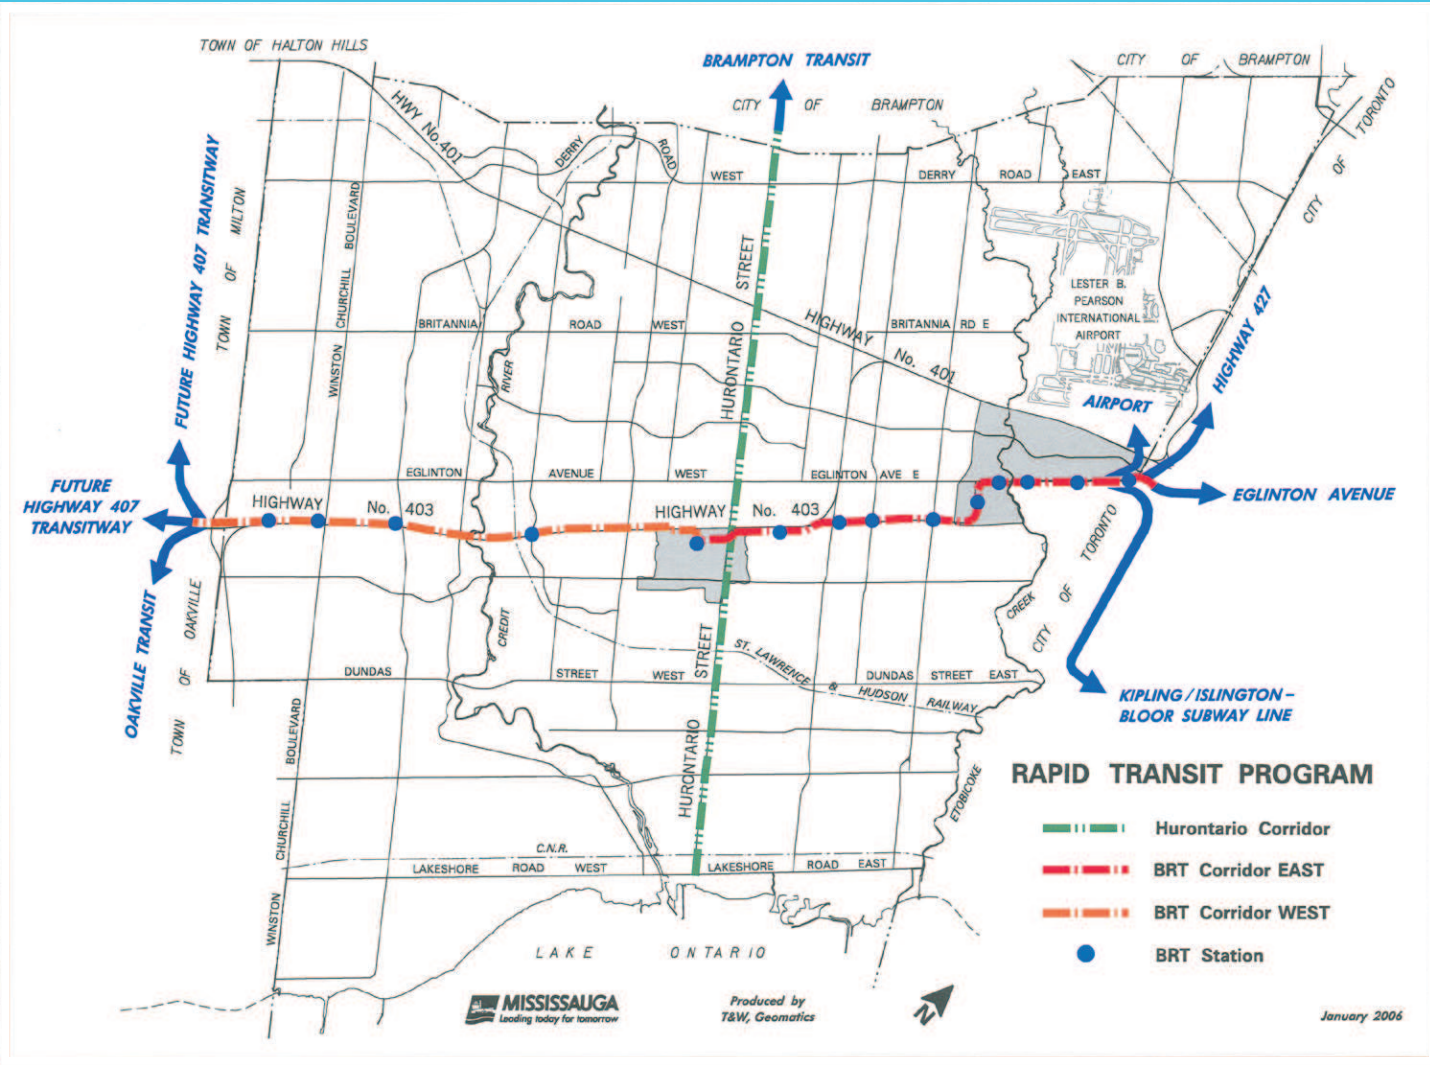 TOWN OF HALTON HILLS
BRAMPTON TRANSIT
CITY OF BRAMPTON
CITY OF BRAMPTON
CITY OF TORONTO
HWY No.401
DERRY ROAD WEST
DERRY ROAD EAST
FUTURE HIGHWAY 407 TRANSITWAY
TOWN OF MILTON
WINSTON CHURCHILL BOULEVARD
HURONTARIO STREET
LESTER B.
PEARSON
INTERNATIONAL
AIRPORT
BRITANNIA ROAD WEST
HIGHWAY No. 401
BRITANNIA RD E
HIGHWAY 427
RIVER
AIRPORT
EGLINTON AVENUE WEST
EGLINTON AVE E
FUTURE
HIGHWAY 407
TRANSITWAY
HIGHWAY No. 403
HIGHWAY No. 403
EGLINTON AVENUE
CITY OF TORONTO
OAKVILLE TRANSIT
TOWN OF OAKVILLE
CREDIT
CREEK
STREET
ST. LAWRENCE & HUDSON RAILWAY
DUNDAS STREET WEST
DUNDAS STREET EAST
KIPLING/ISLINGTON–
BLOOR SUBWAY LINE
WINSTON CHURCHILL BOULEVARD
HURONTARIO
ETOBICOKE
RAPID TRANSIT PROGRAM
Hurontario Corridor
BRT Corridor EAST
BRT Corridor WEST
BRT Station
C.N.R.
LAKESHORE ROAD WEST
LAKESHORE ROAD EAST
LAKE ONTARIO
MISSISSAUGA
Leading today for tomorrow
Produced by
T&W, Geomatics
N
January 2006